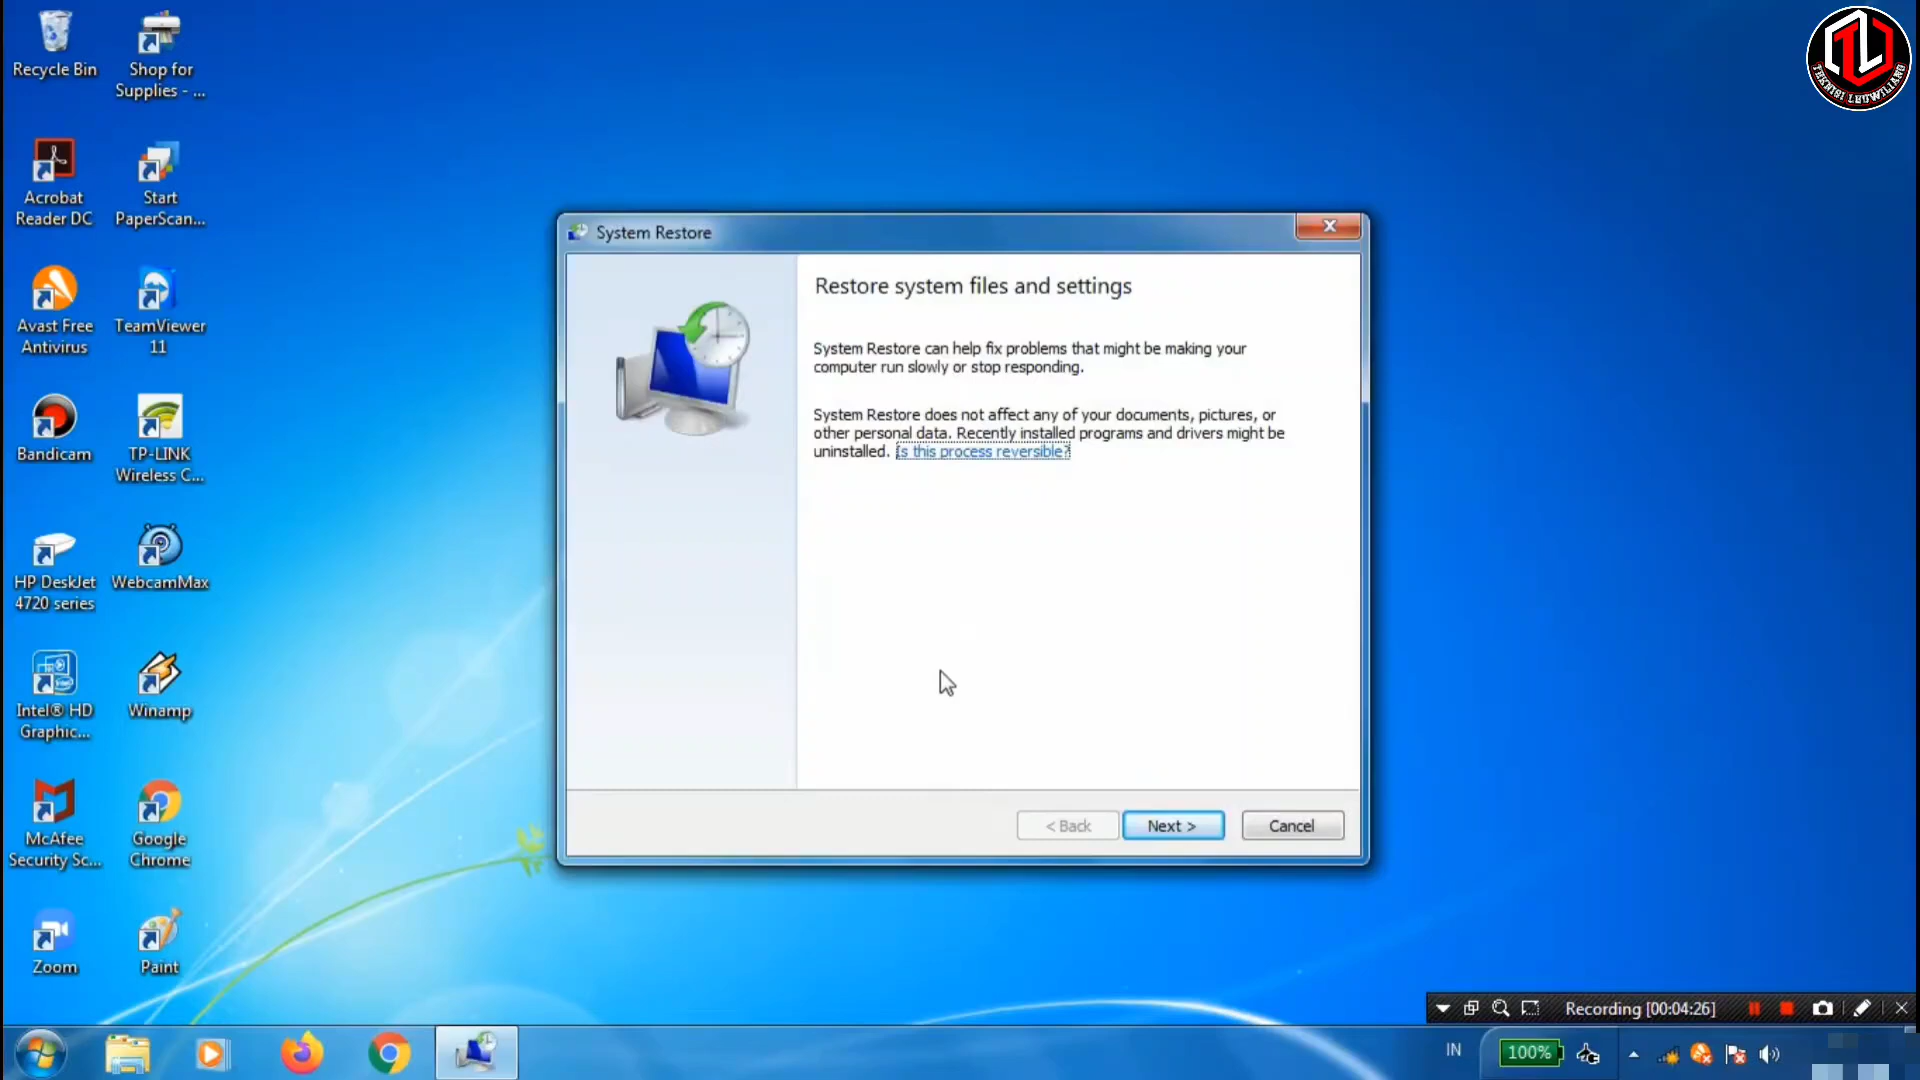 Recycle Bin
Shop for
Supplies - ...
Acrobat
Reader DC
Start
PaperScan...
Avast Free
Antivirus
TeamViewer
11
Bandicam
TP-LINK
Wireless C...
HP DeskJet
4720 series
WebcamMax
Intel® HD
Graphic...
Winamp
McAfee
Security Sc...
Google
Chrome
Zoom
Paint
TEKNISI LEUWILIANG
System Restore
Restore system files and settings
System Restore can help fix problems that might be making your
computer run slowly or stop responding.
System Restore does not affect any of your documents, pictures, or
other personal data. Recently installed programs and drivers might be
uninstalled. Is this process reversible?
< Back
Next >
Cancel
Recording [00:04:26]
IN
100%